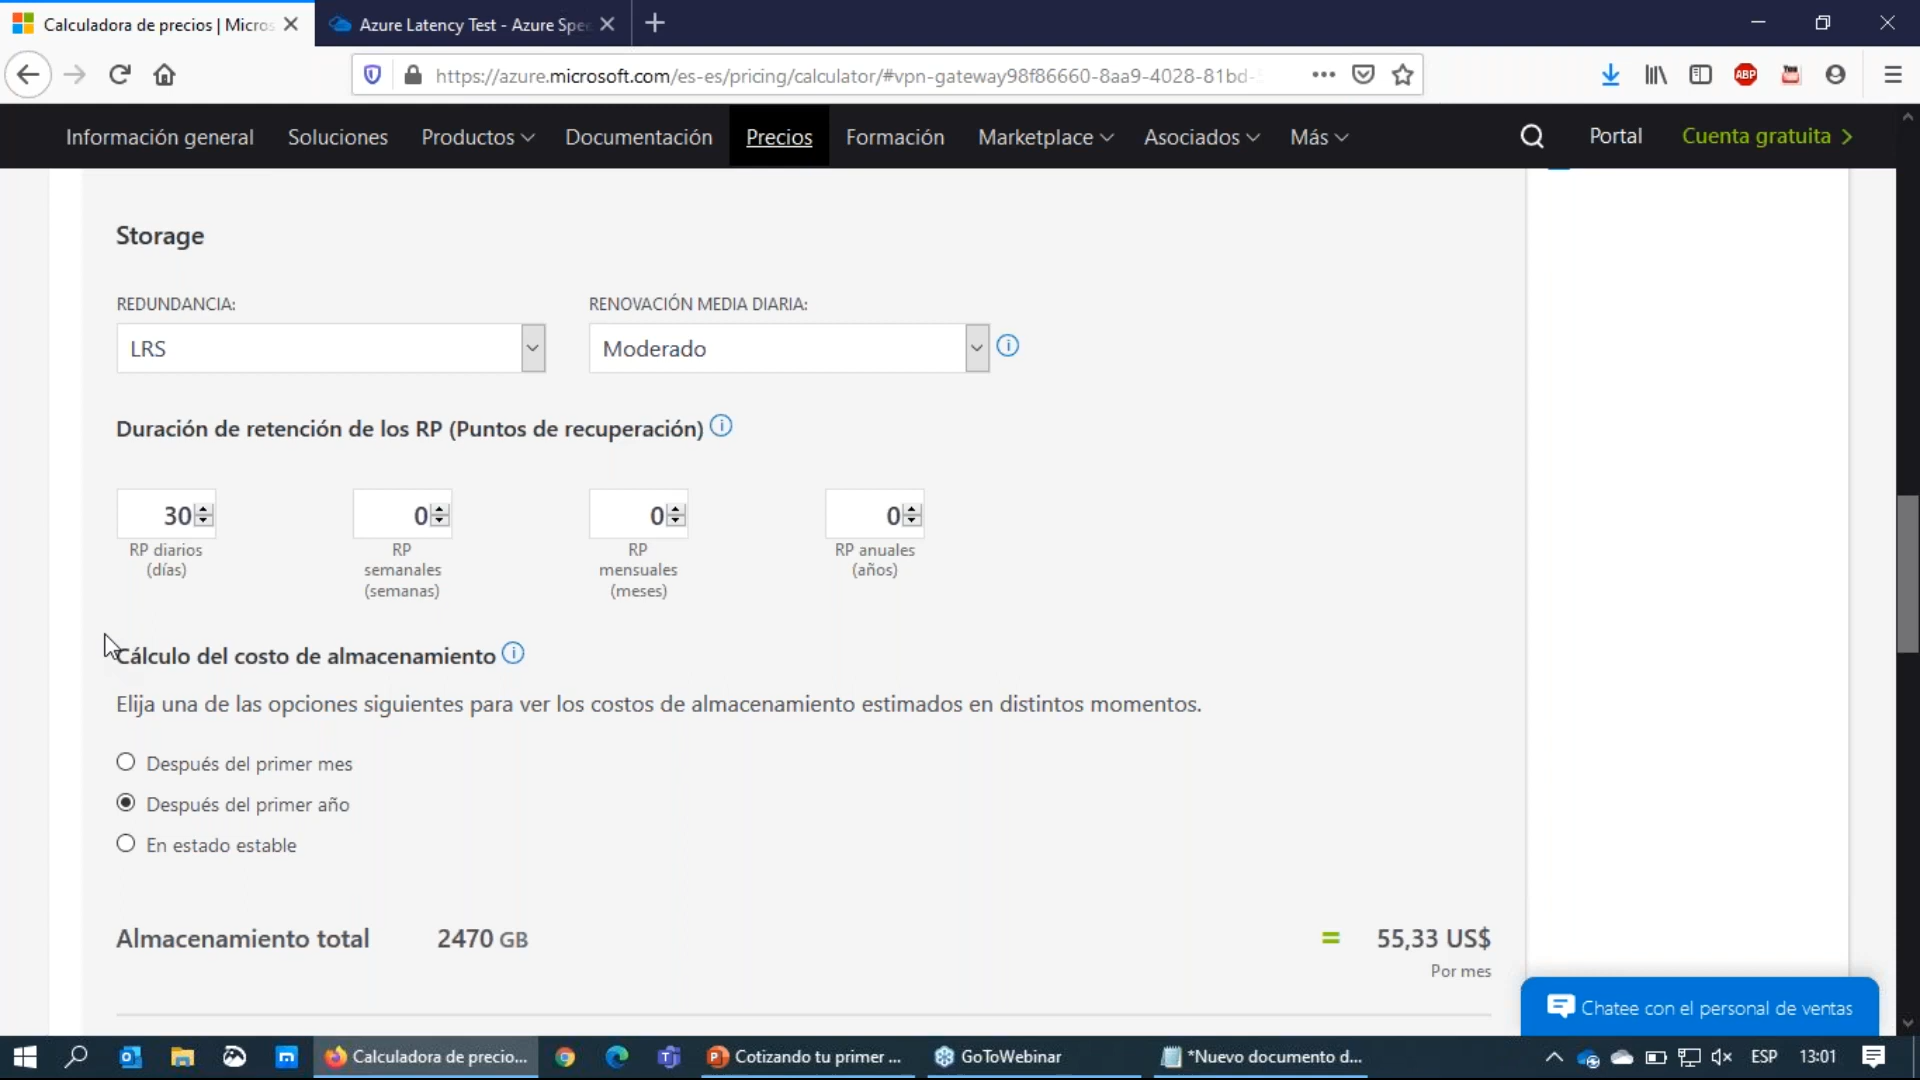 Calculadora de precios | Micros
Azure Latency Test - Azure Spe
https://azure.microsoft.com/es-es/pricing/calculator/#vpn-gateway98f86660-8aa9-4028-81bd-
ABP
Información general
Soluciones
Productos
Documentación
Precios
Formación
Marketplace
Asociados
Más
Portal
Cuenta gratuita
Storage
REDUNDANCIA:
RENOVACIÓN MEDIA DIARIA:
LRS
Moderado
Duración de retención de los RP (Puntos de recuperación)
30
0
0
0
RP diarios
(días)
RP
semanales
(semanas)
RP
mensuales
(meses)
RP anuales
(años)
Cálculo del costo de almacenamiento
Elija una de las opciones siguientes para ver los costos de almacenamiento estimados en distintos momentos.
Después del primer mes
Después del primer año
En estado estable
Almacenamiento total 2470 GB = 55,33 US$
Por mes
Chatee con el personal de ventas
Calculadora de precio...
Cotizando tu primer ...
GoToWebinar
*Nuevo documento d...
ESP
13:01